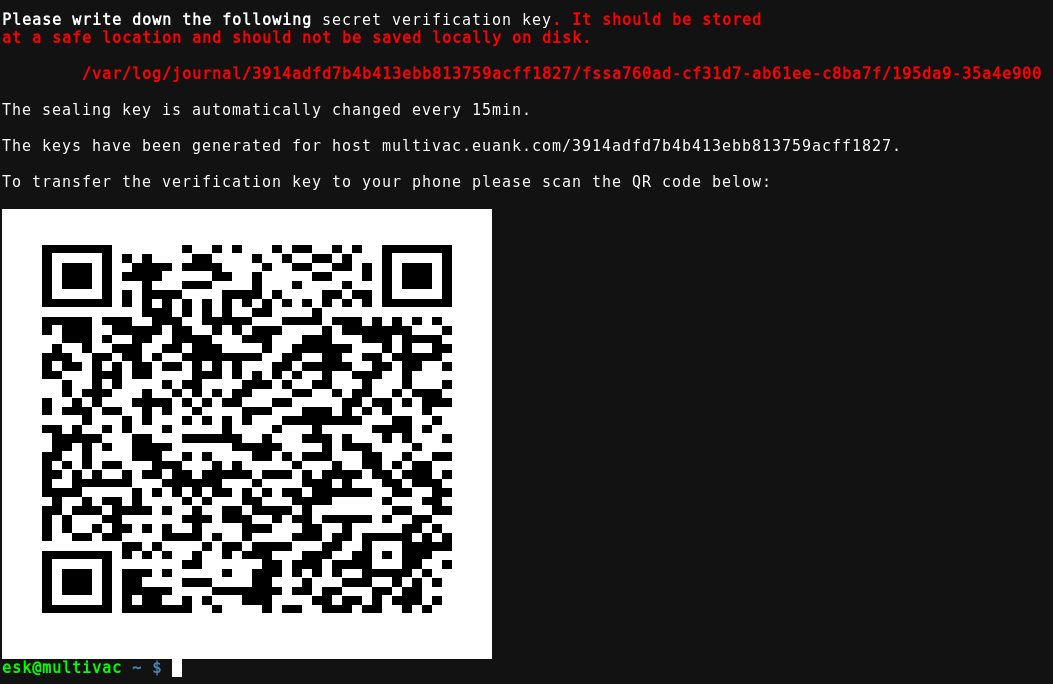 Please write down the following secret verification key. It should be stored
at a safe location and should not be saved locally on disk.
/var/log/journal/3914adfd7b4b413ebb813759acff1827/fssa760ad-cf31d7-ab61ee-c8ba7f/195da9-35a4e900
The sealing key is automatically changed every 15min.
The keys have been generated for host multivac.euank.com/3914adfd7b4b413ebb813759acff1827.
To transfer the verification key to your phone please scan the QR code below:
esk@multivac ~ $